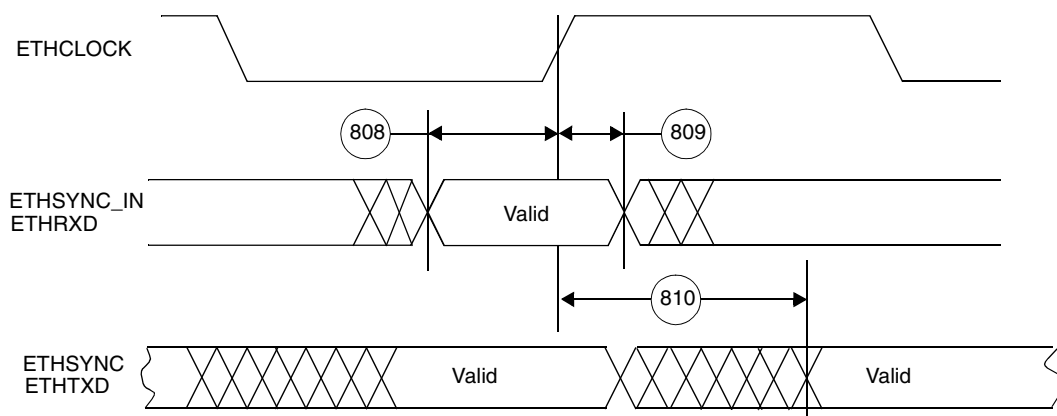 ETHCLOCK
808
809
ETHSYNC_IN
ETHRXD
Valid
810
ETHSYNC
ETHTXD
Valid
Valid